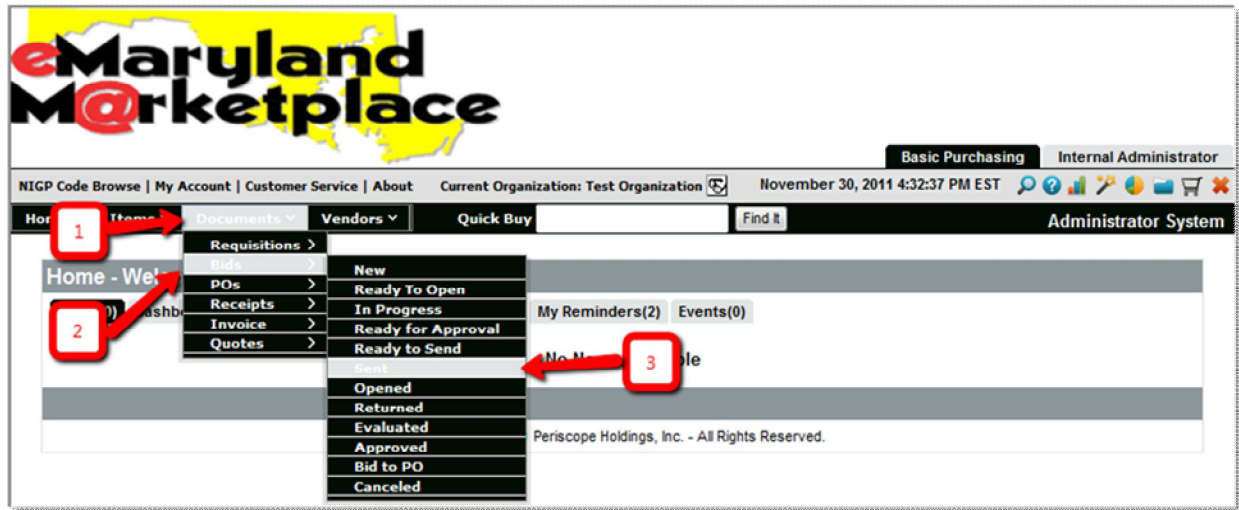 eMaryland
M@rketplace
Basic Purchasing Internal Administrator
NIGP Code Browse | My Account | Customer Service | About Current Organization: Test Organization November 30, 2011 4:32:37 PM EST
Documents Vendors Quick Buy Find It Administrator System
1
Requisitions >
Bids >
POs >
Receipts >
Invoice >
Quotes >
2
New
Ready To Open
In Progress
Ready for Approval
Ready to Send
Sent
Opened
Returned
Evaluated
Approved
Bid to PO
Canceled
3
Home -
My Reminders(2) Events(0)
Periscope Holdings, Inc. - All Rights Reserved.